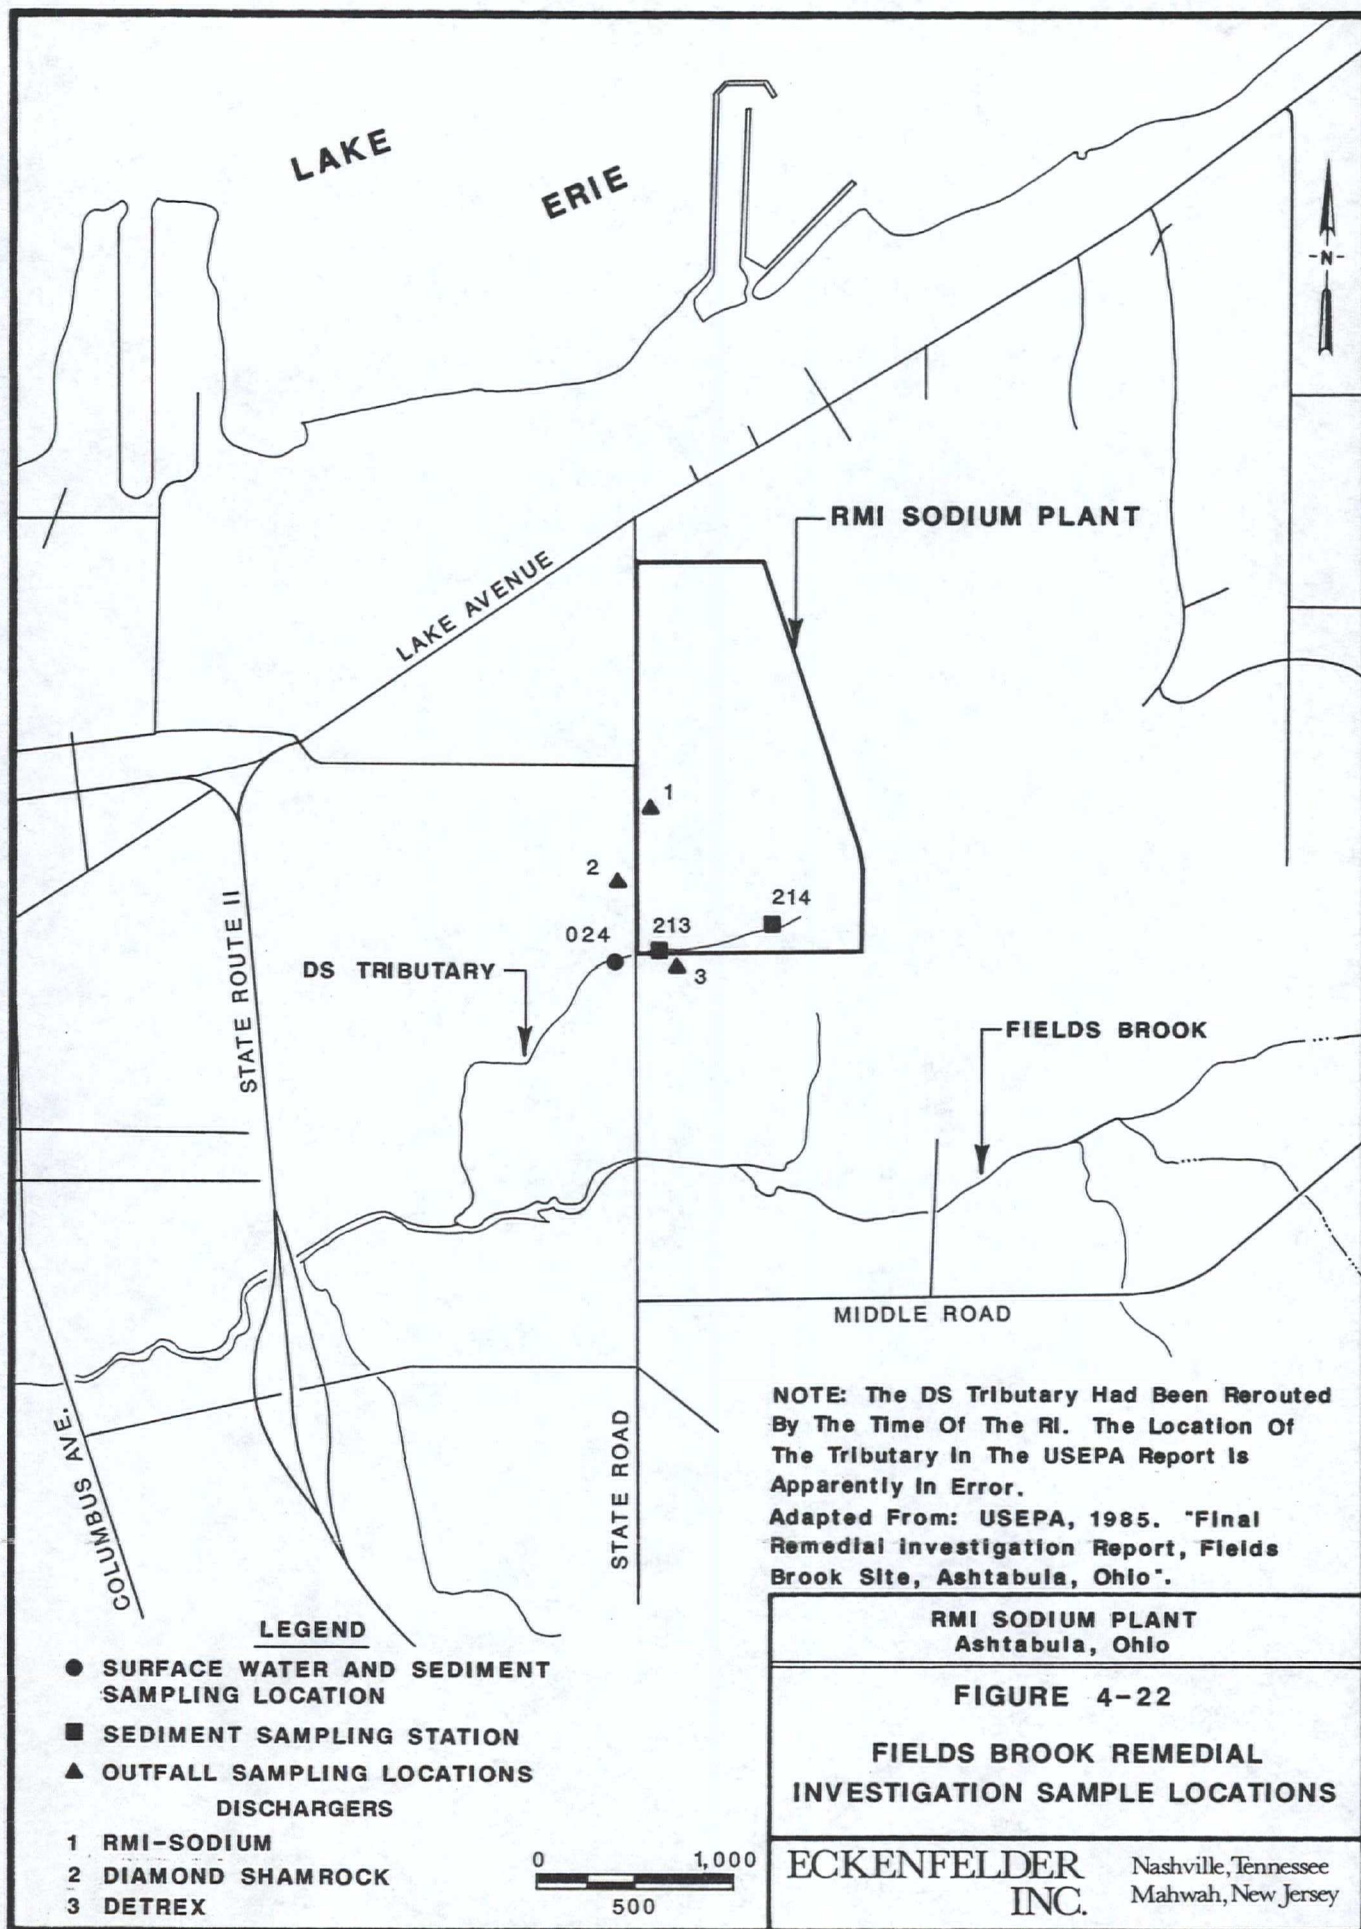 LAKE
ERIE
-N-
RMI SODIUM PLANT
LAKE AVENUE
1
2
214
213
024
3
DS TRIBUTARY
STATE ROUTE II
FIELDS BROOK
MIDDLE ROAD
COLUMBUS AVE.
STATE ROAD
NOTE: The DS Tributary Had Been Rerouted
By The Time Of The RI. The Location Of
The Tributary In The USEPA Report Is
Apparently In Error.
Adapted From: USEPA, 1985. "Final
Remedial Investigation Report, Fields
Brook Site, Ashtabula, Ohio".
LEGEND
SURFACE WATER AND SEDIMENT
SAMPLING LOCATION
SEDIMENT SAMPLING STATION
OUTFALL SAMPLING LOCATIONS
DISCHARGERS
1 RMI-SODIUM
2 DIAMOND SHAMROCK
3 DETREX
0 1,000
500
RMI SODIUM PLANT
Ashtabula, Ohio
FIGURE 4-22
FIELDS BROOK REMEDIAL
INVESTIGATION SAMPLE LOCATIONS
ECKENFELDER
INC.
Nashville, Tennessee
Mahwah, New Jersey